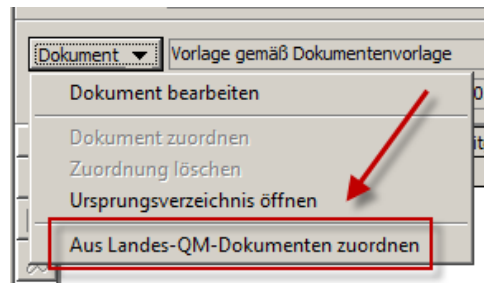 Dokument
Vorlage gemäß Dokumentenvorlage
Dokument bearbeiten
Dokument zuordnen
Zuordnung löschen
Ursprungsverzeichnis öffnen
Aus Landes-QM-Dokumenten zuordnen